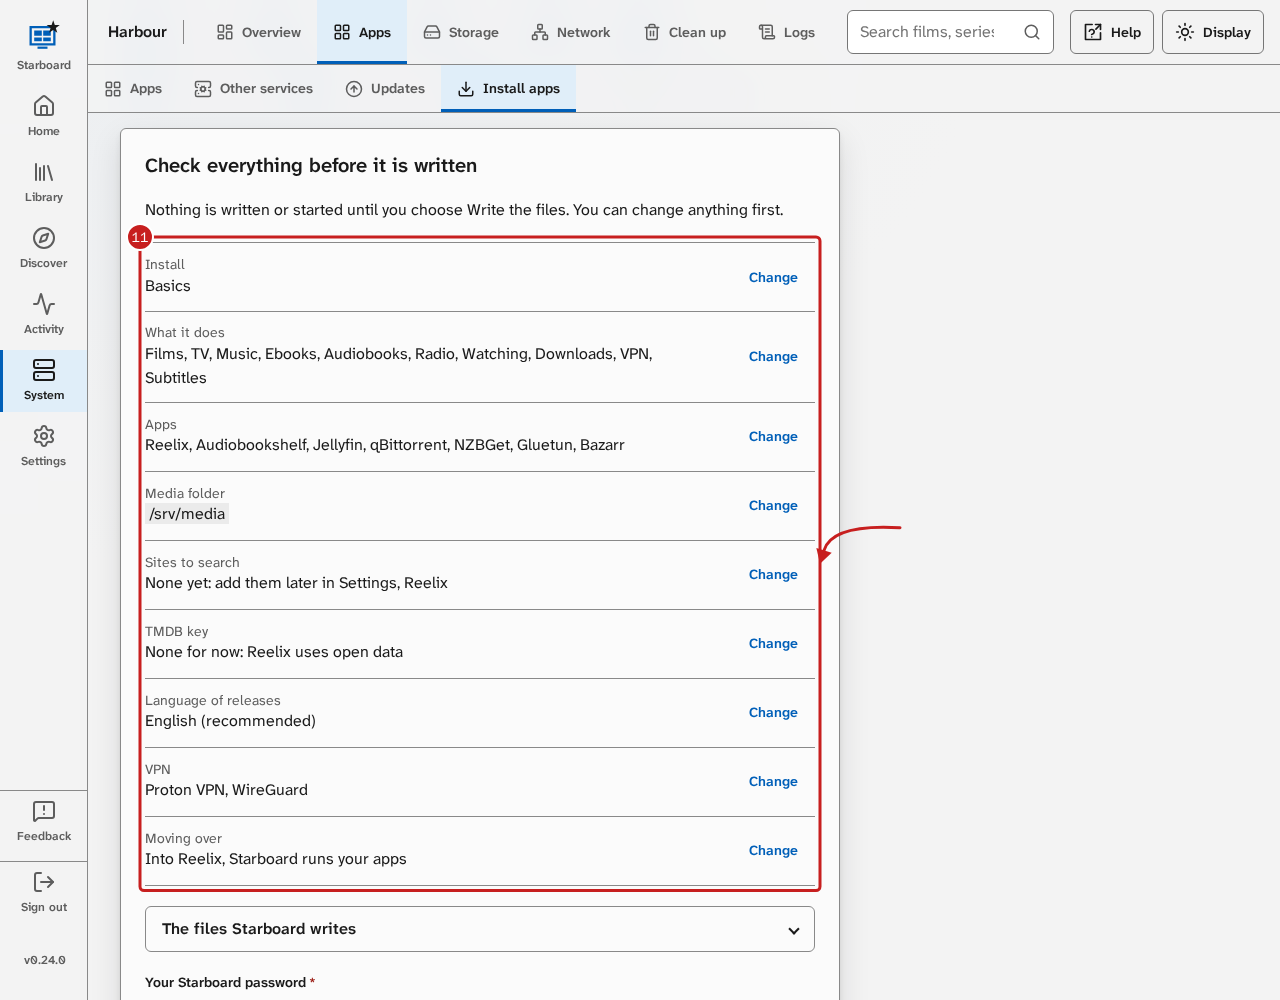 Starboard
Home
Library
Discover
Activity
System
Settings
Feedback
Sign out
v0.24.0
Harbour
Overview
Apps
Storage
Network
Clean up
Logs
Search films, series
Help
Display
Apps
Other services
Updates
Install apps
Check everything before it is written
Nothing is written or started until you choose Write the files. You can change anything first.
11
Install
Basics
Change
What it does
Films, TV, Music, Ebooks, Audiobooks, Radio, Watching, Downloads, VPN,
Subtitles
Change
Apps
Reelix, Audiobookshelf, Jellyfin, qBittorrent, NZBGet, Gluetun, Bazarr
Change
Media folder
/srv/media
Change
Sites to search
None yet: add them later in Settings, Reelix
Change
TMDB key
None for now: Reelix uses open data
Change
Language of releases
English (recommended)
Change
VPN
Proton VPN, WireGuard
Change
Moving over
Into Reelix, Starboard runs your apps
Change
The files Starboard writes
Your Starboard password *